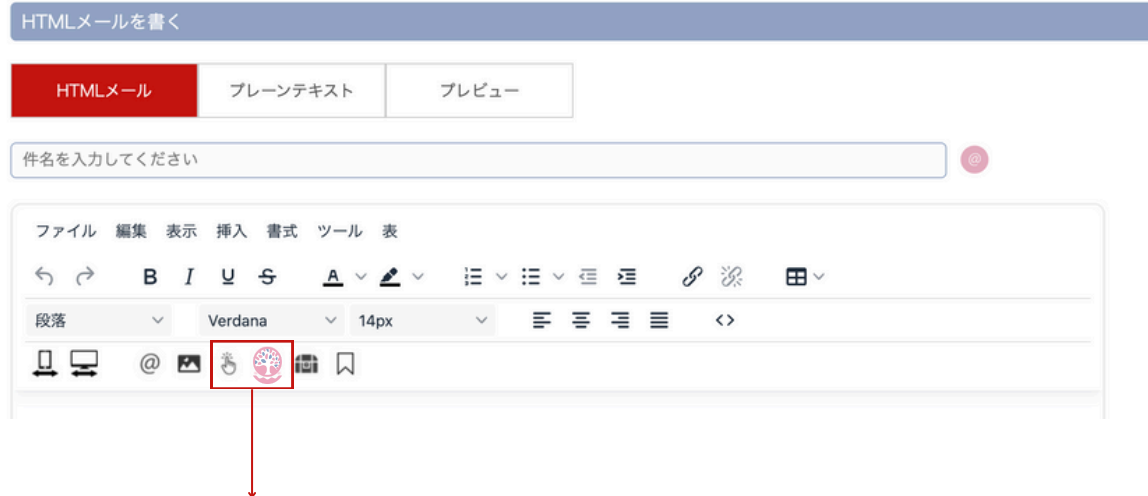 HTMLメールを書く
HTMLメール プレーンテキスト プレビュー
件名を入力してください @
ファイル 編集 表示 挿入 書式 ツール 表
B I U S A
段落 Verdana 14px <>
@